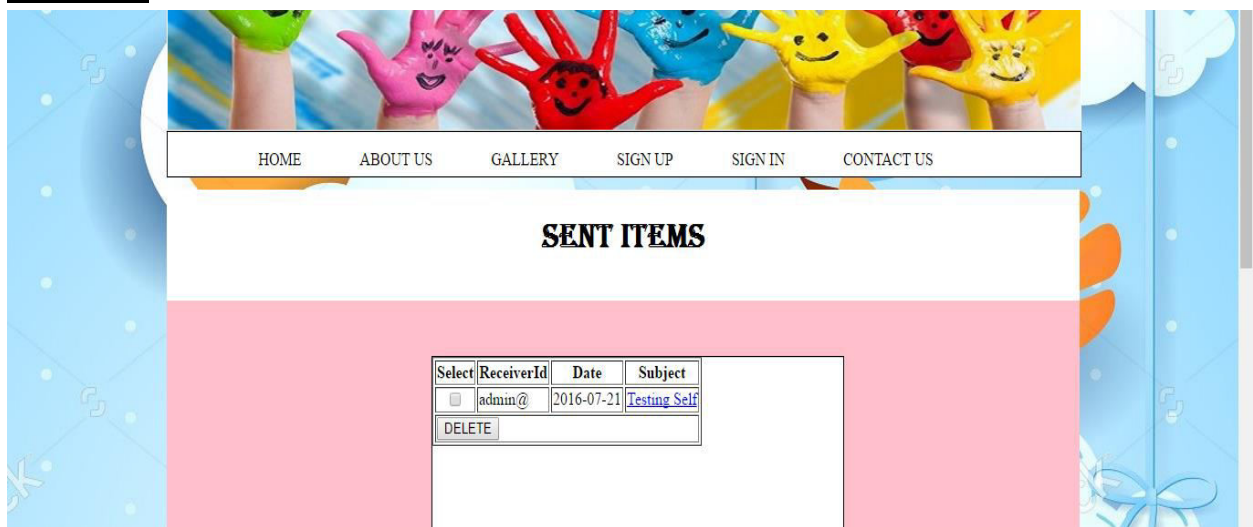 HOME ABOUT US GALLERY SIGN UP SIGN IN CONTACT US
SENT ITEMS
Select ReceiverId Date Subject
admin@ 2016-07-21 Testing Self
DELETE